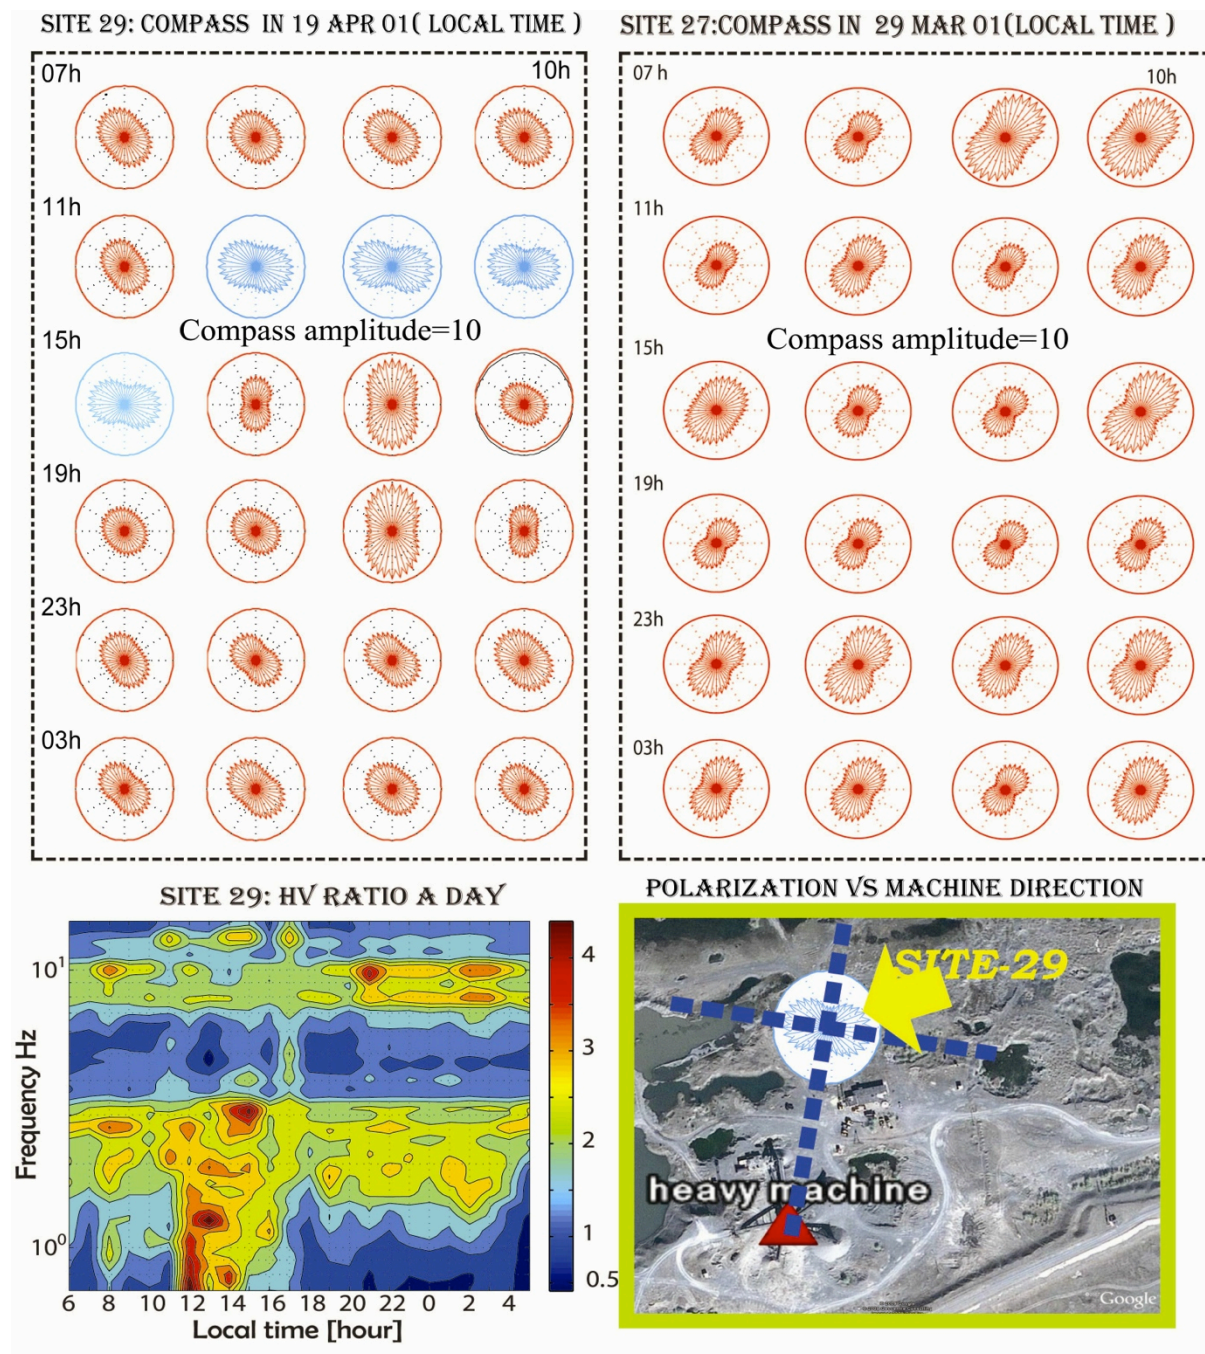 SITE 29: COMPASS IN 19 APR 01( LOCAL TIME )
07h
10h
11h
Compass amplitude=10
15h
19h
23h
03h
SITE 27:COMPASS IN 29 MAR 01(LOCAL TIME )
07 h
10h
11h
Compass amplitude=10
15h
19h
23h
03h
SITE 29: HV RATIO A DAY
Frequency Hz
10¹
10⁰
6 8 10 12 14 16 18 20 22 0 2 4
Local time [hour]
4
3
2
1
0.5
POLARIZATION VS MACHINE DIRECTION
SITE-29
heavy machine
Google